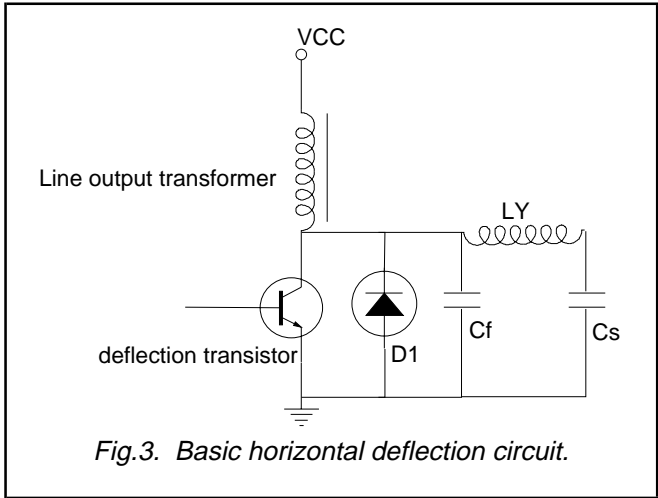 VCC
Line output transformer
LY
deflection transistor
D1
Cf
Cs
Fig.3. Basic horizontal deflection circuit.